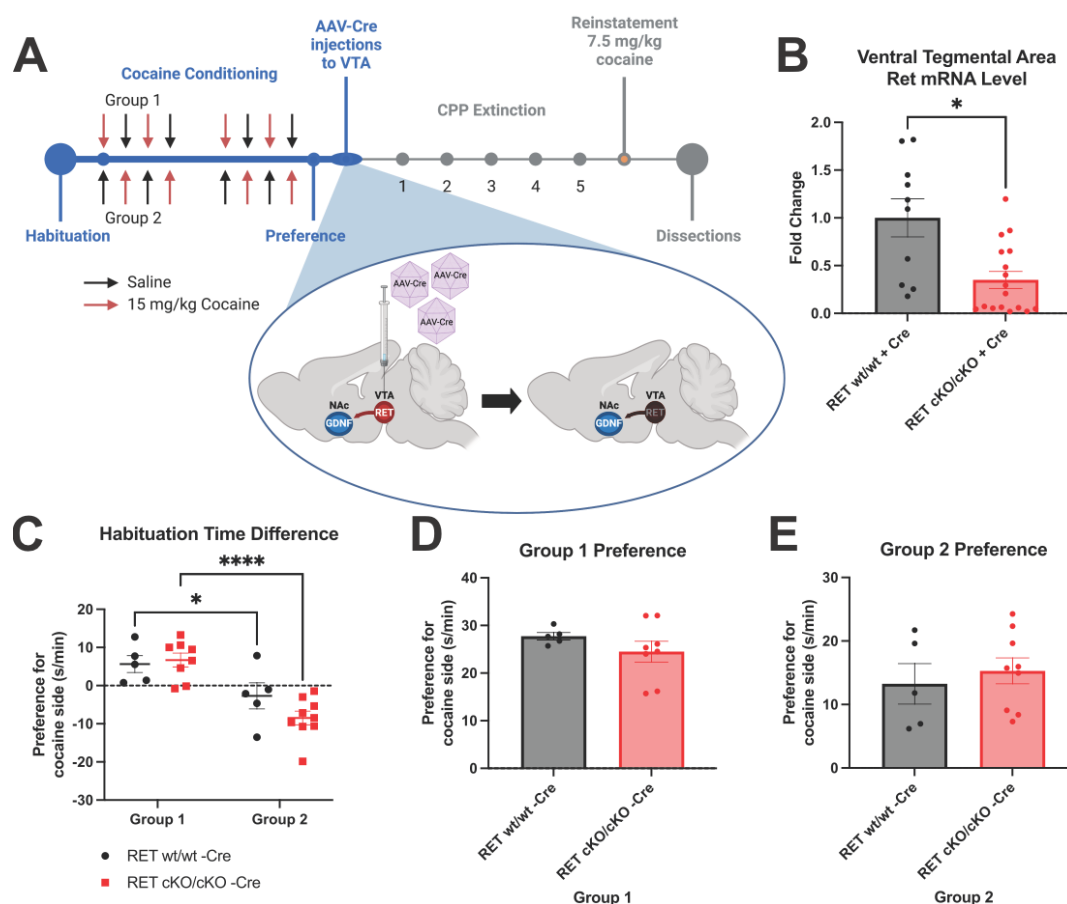 A
AAV-Cre
injections
to VTA
Reinstatement
7.5 mg/kg
cocaine
Cocaine Conditioning
Group 1
CPP Extinction
1
2
3
4
5
Group 2
Habituation
Preference
Dissections
Saline
15 mg/kg Cocaine
AAV-Cre
AAV-Cre
AAV-Cre
NAc
VTA
GDNF
RET
NAc
VTA
GDNF
RET
B
Ventral Tegmental Area
Ret mRNA Level
*
Fold Change
2.0
1.5
1.0
0.5
0.0
RET wt/wt + Cre
RET cKO/cKO + Cre
C
Habituation Time Difference
****
*
Preference for
cocaine side (s/min)
20
10
0
-10
-20
-30
Group 1
Group 2
RET wt/wt -Cre
RET cKO/cKO -Cre
D
Group 1 Preference
Preference for
cocaine side (s/min)
40
30
20
10
0
RET wt/wt -Cre
RET cKO/cKO -Cre
Group 1
E
Group 2 Preference
Preference for
cocaine side (s/min)
30
20
10
0
RET wt/wt -Cre
RET cKO/cKO -Cre
Group 2